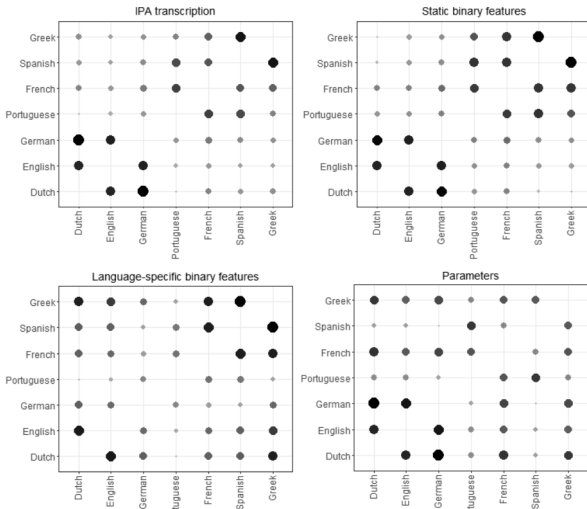 IPA transcription
Greek
Spanish
French
Portuguese
German
English
Dutch
Dutch
English
German
Portuguese
French
Spanish
Greek
Static binary features
Greek
Spanish
French
Portuguese
German
English
Dutch
Dutch
English
German
Portuguese
French
Spanish
Greek
Language-specific binary features
Greek
Spanish
French
Portuguese
German
English
Dutch
Dutch
English
German
tuguese
French
Spanish
Greek
Parameters
Greek
Spanish
French
Portuguese
German
English
Dutch
Dutch
English
German
tuguese
French
Spanish
Greek